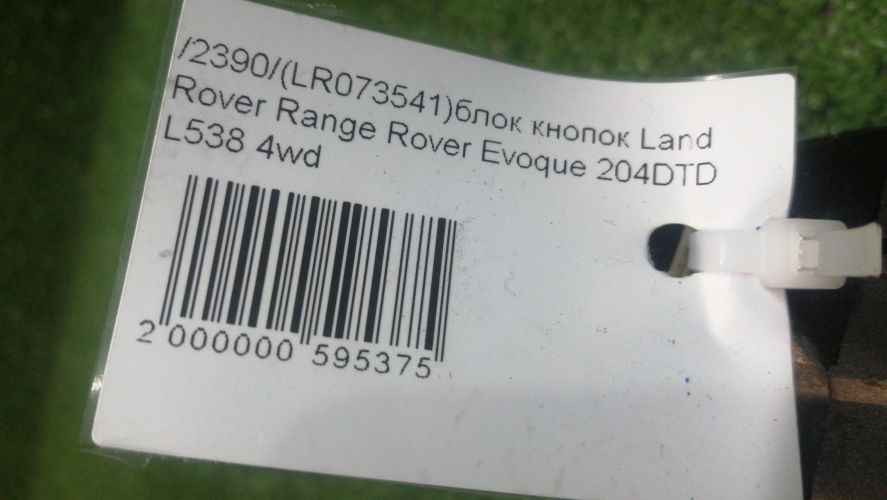 /2390/(LR073541)блок кнопок Land
Rover Range Rover Evoque 204DTD
L538 4wd
2 000000 595375